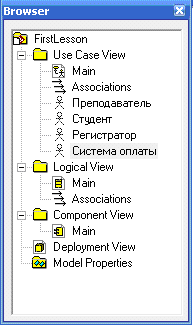 Browser
FirstLesson
Use Case View
Main
Associations
Преподаватель
Студент
Регистратор
Система оплаты
Logical View
Main
Associations
Component View
Main
Deployment View
Model Properties